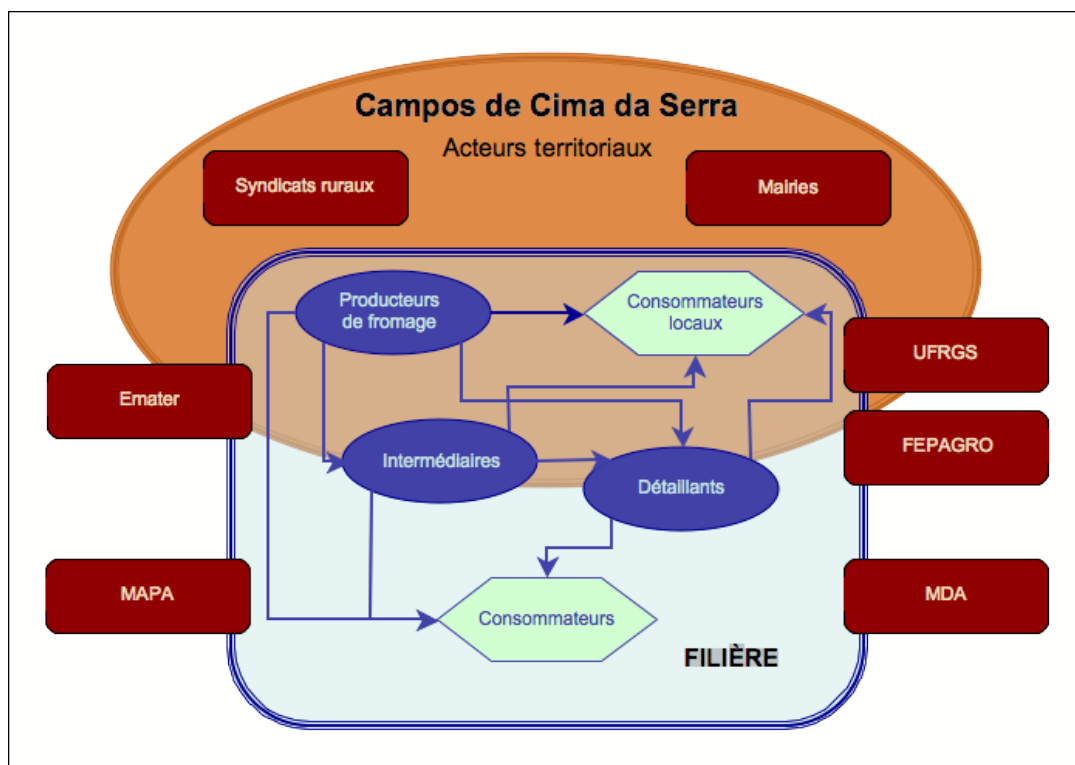 Campos de Cima da Serra
Acteurs territoriaux
Syndicats ruraux
Mairies
Producteurs
de fromage
Consommateurs
locaux
UFRGS
Emater
FEPAGRO
Intermédiaires
Détaillants
MAPA
MDA
Consommateurs
FILIÈRE